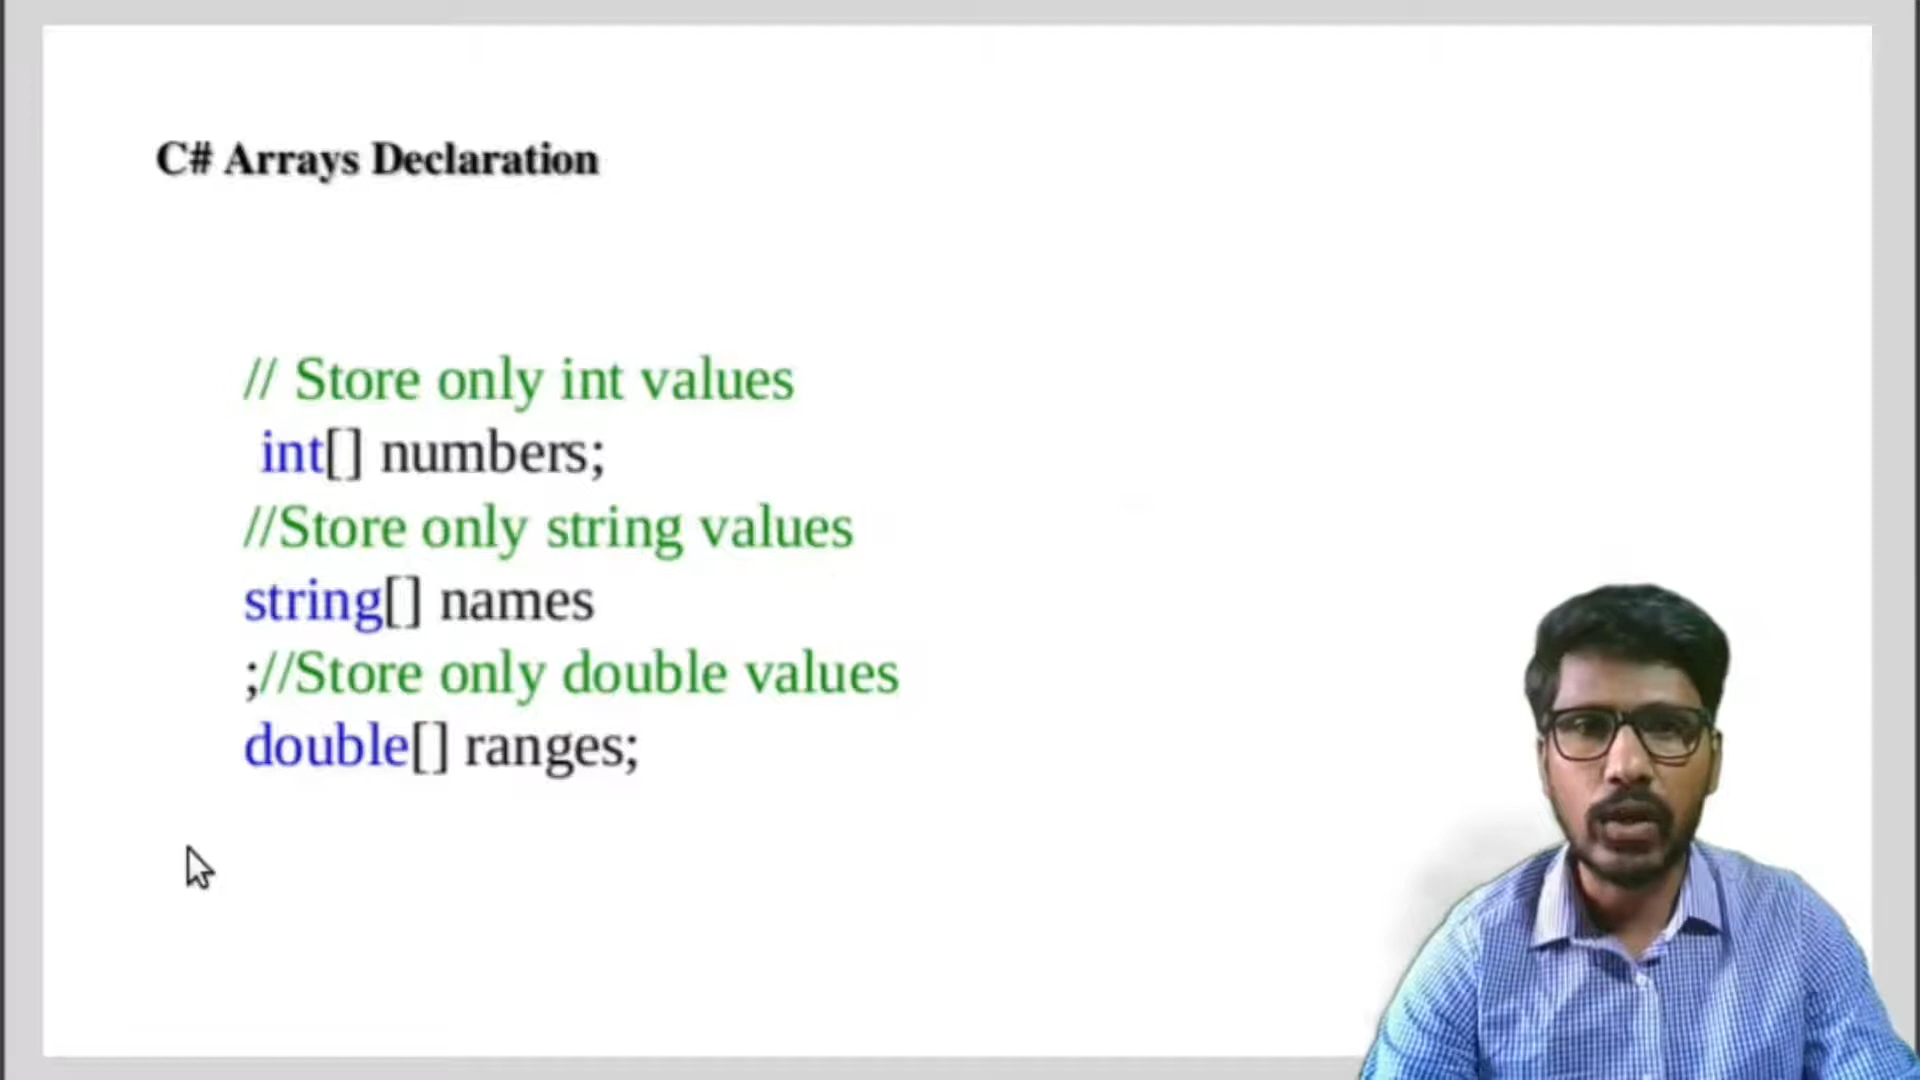 C# Arrays Declaration
// Store only int values
int[] numbers;
//Store only string values
string[] names
;//Store only double values
double[] ranges;